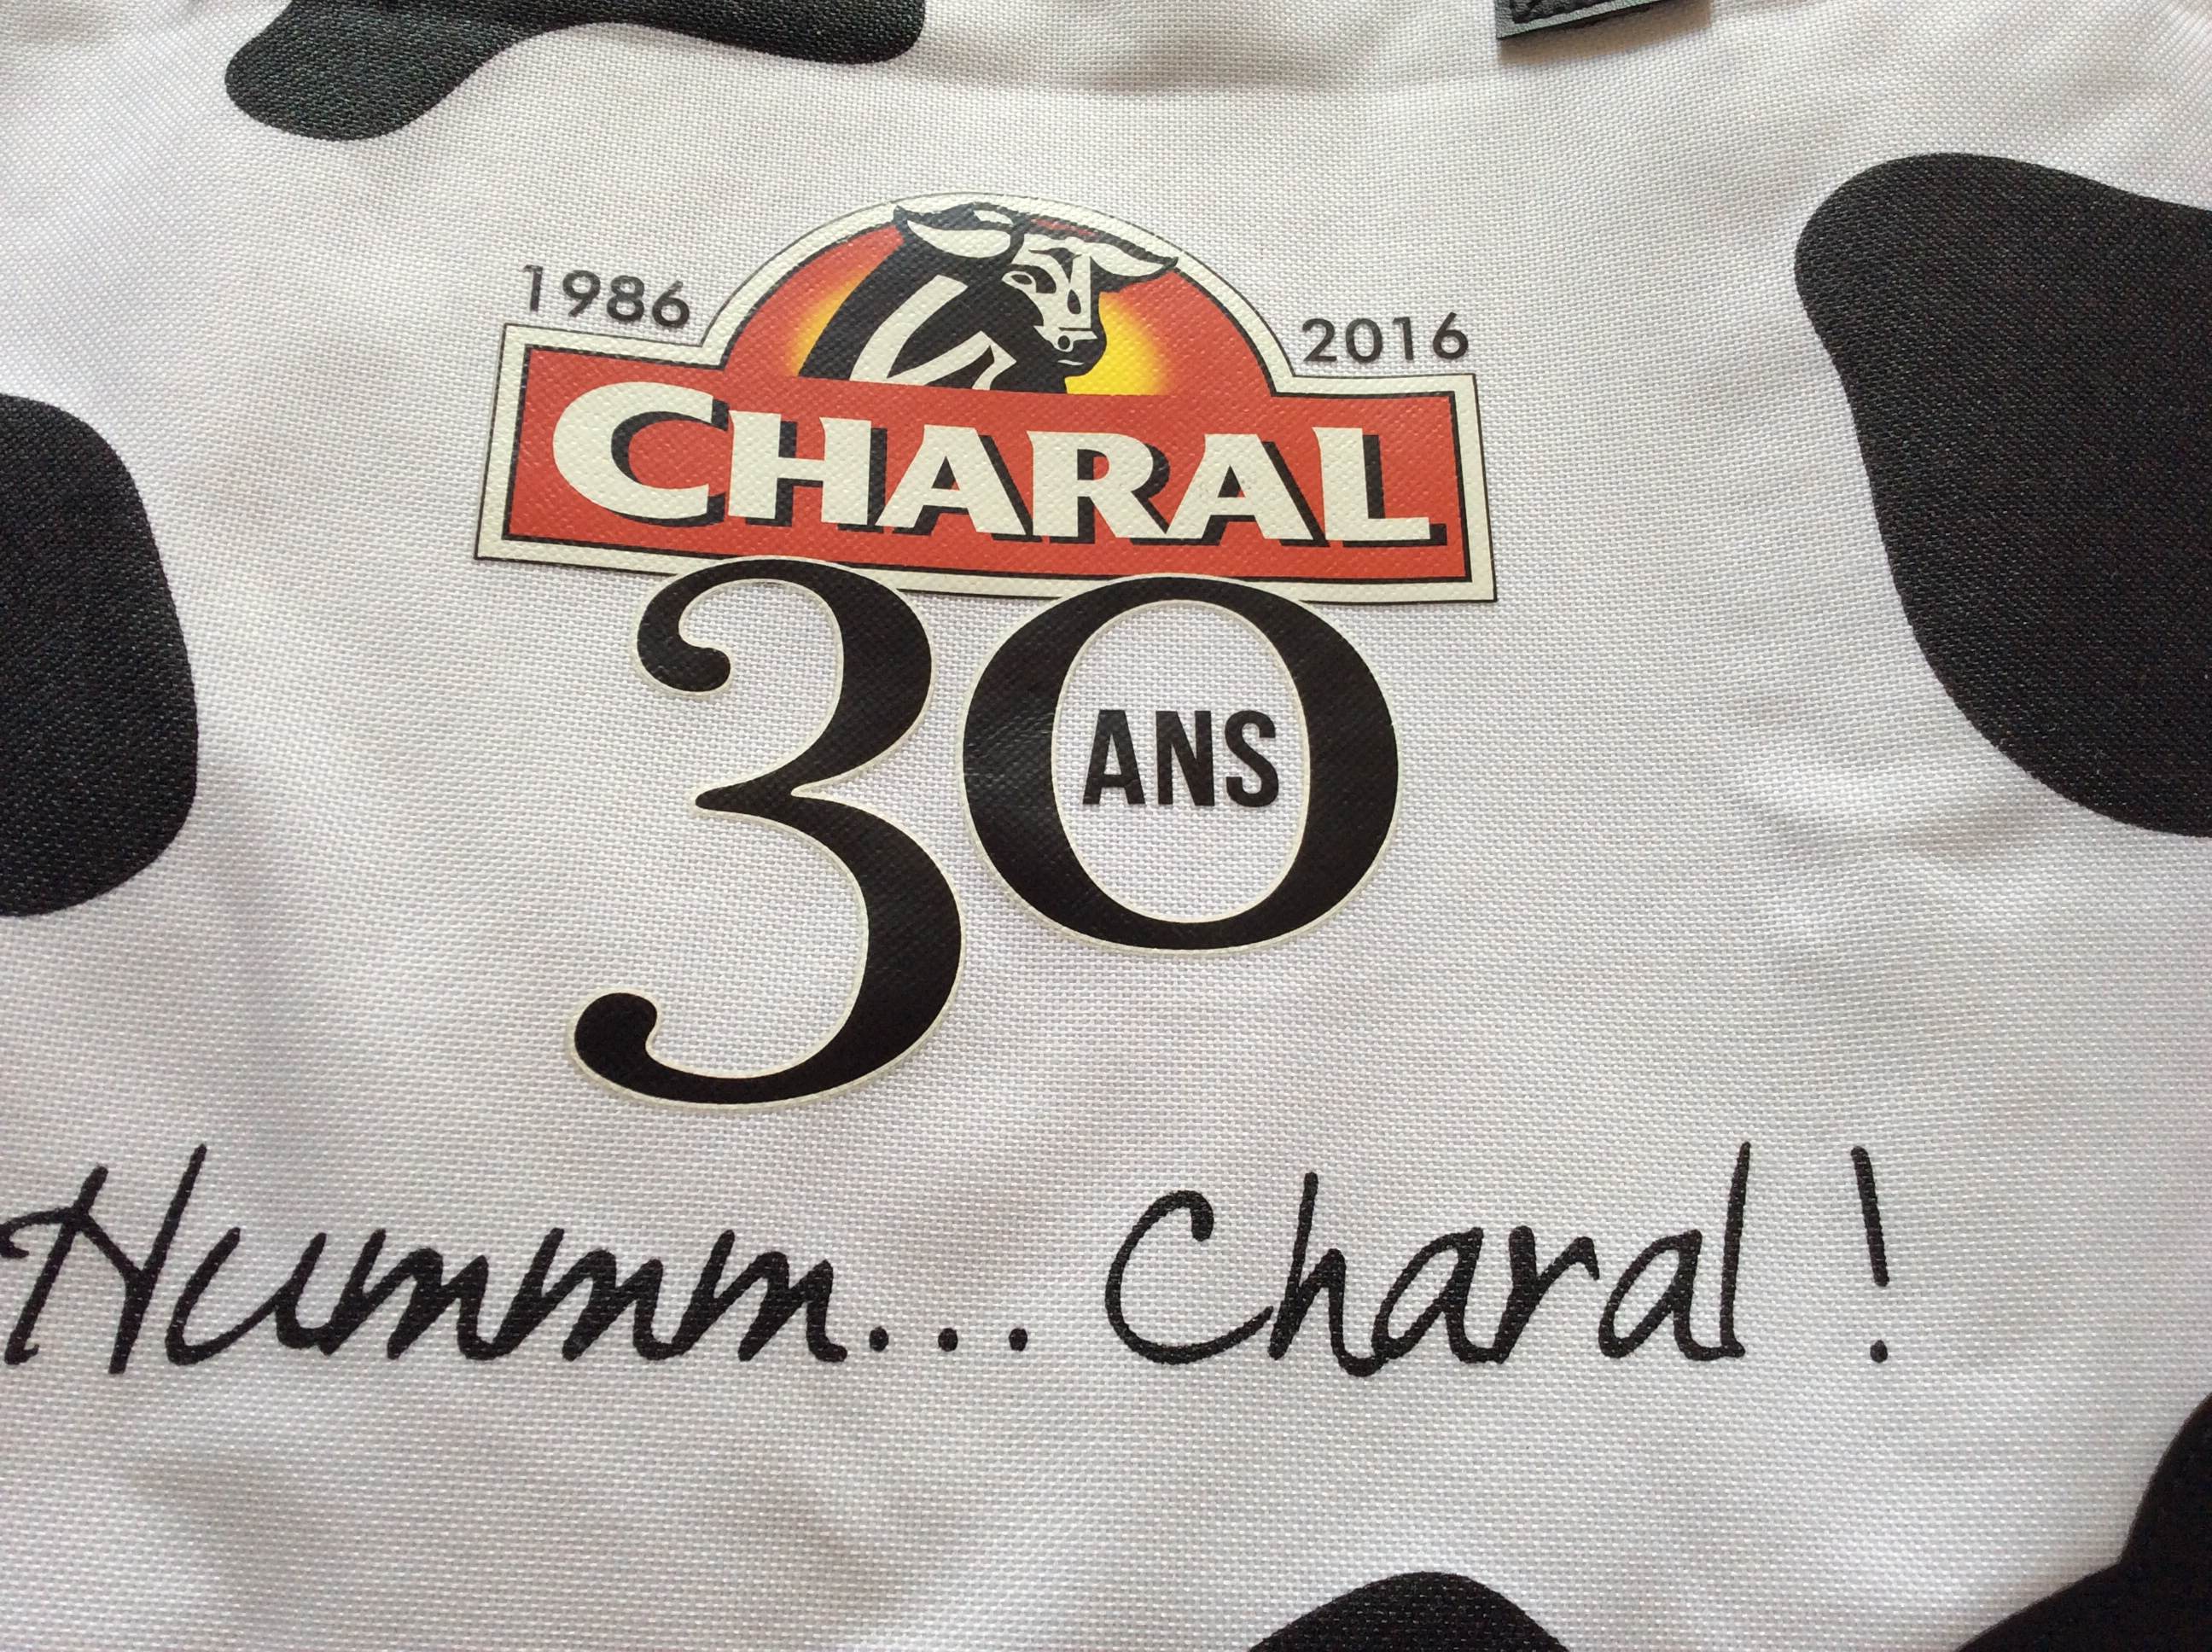 1986 2016
CHARAL
30
ANS
Hummm... Charal !